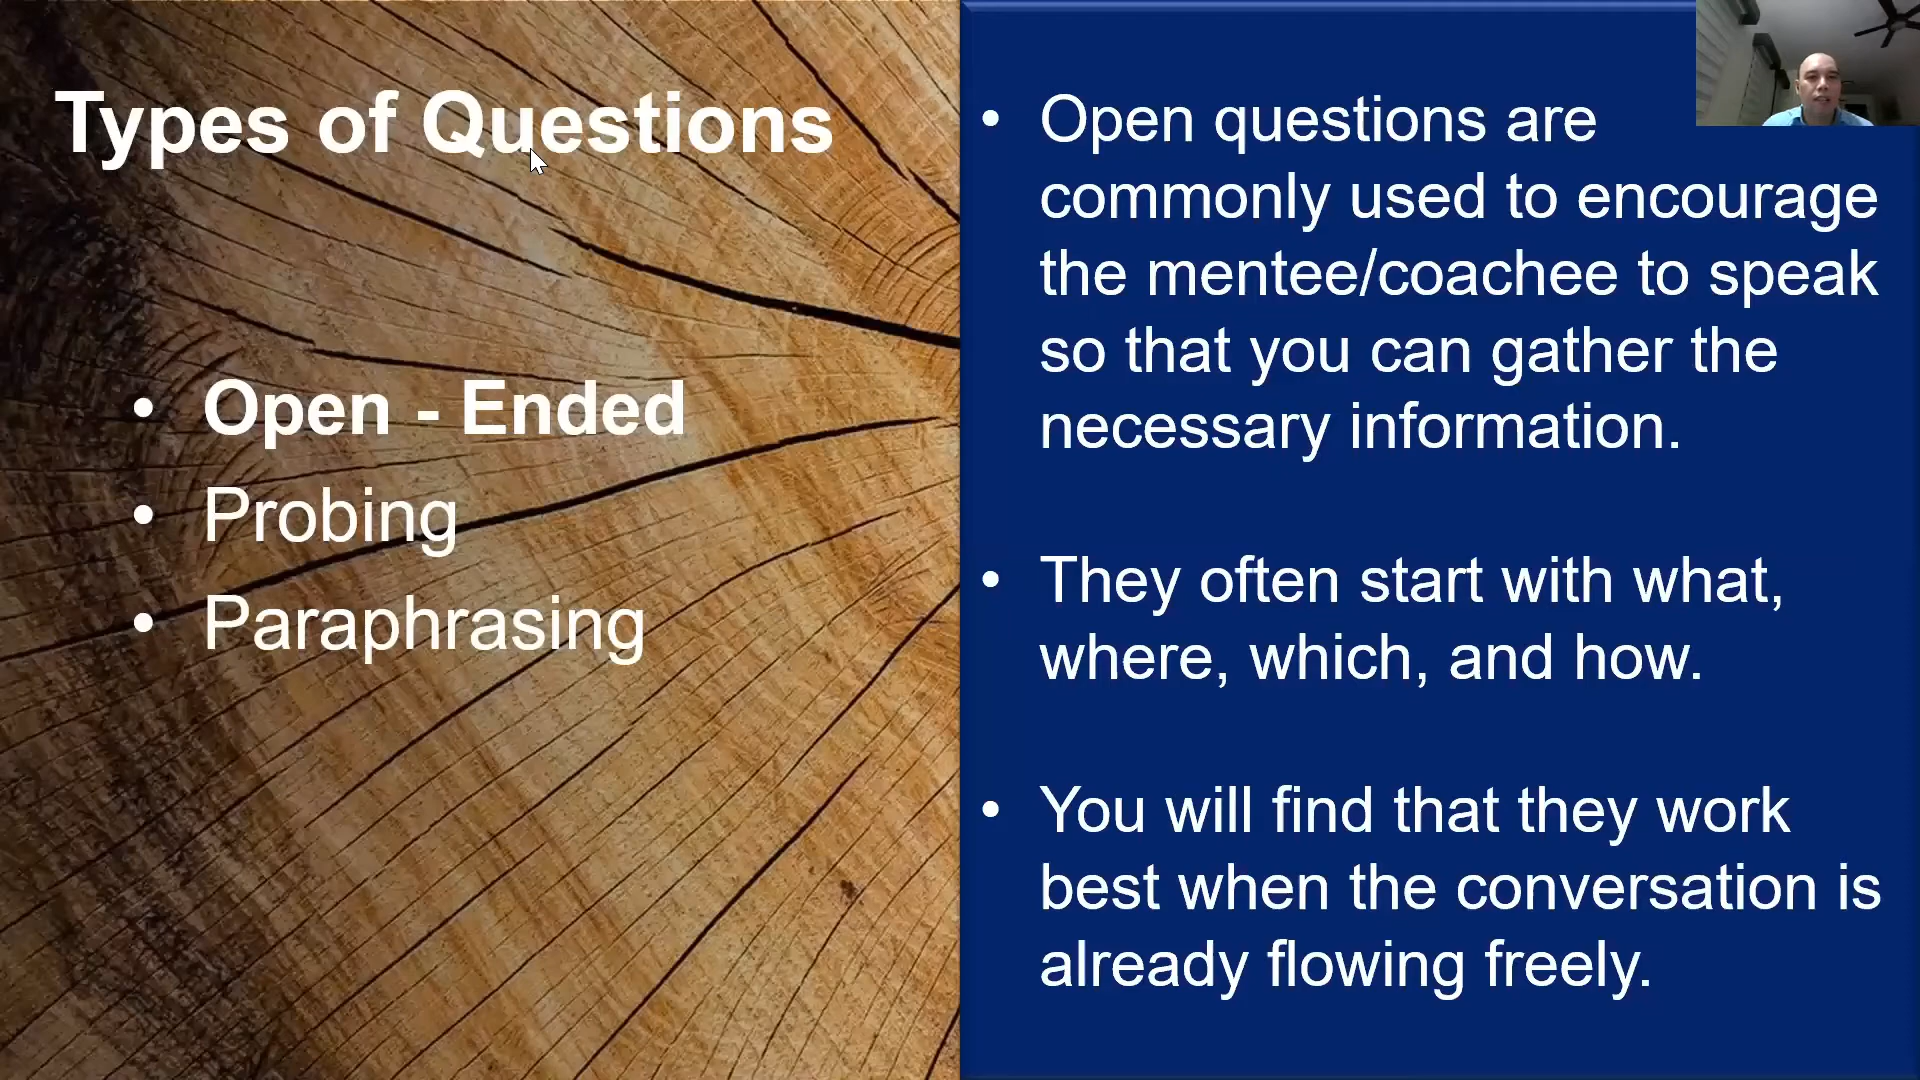 Types of Questions
• Open - Ended
• Probing
• Paraphrasing
• Open questions are
commonly used to encourage
the mentee/coachee to speak
so that you can gather the
necessary information.
• They often start with what,
where, which, and how.
• You will find that they work
best when the conversation is
already flowing freely.